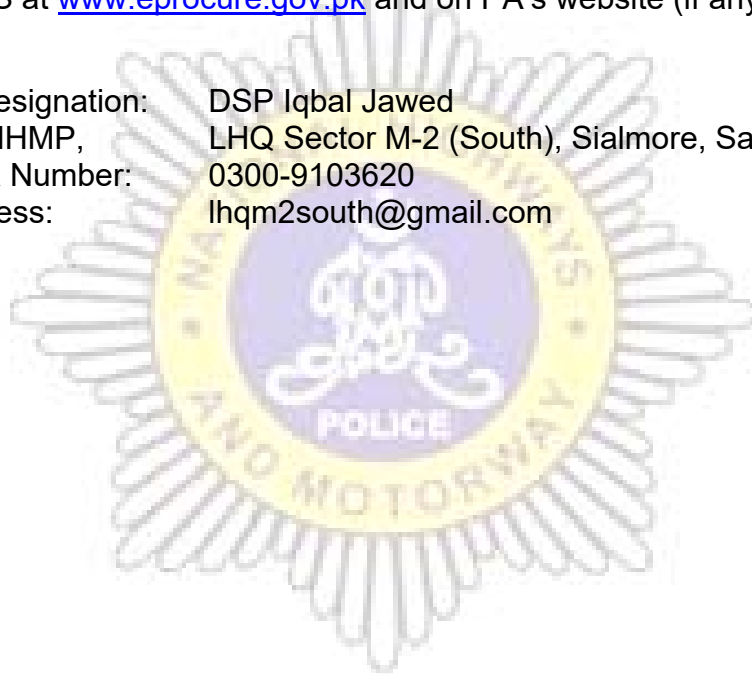 S at www.eprocure.gov.pk and on PA's website (if any
esignation: DSP Iqbal Jawed
HMP, LHQ Sector M-2 (South), Sialmore, Sa
Number: 0300-9103620
ess: lhqm2south@gmail.com
POLICE
AND MOTORWAY